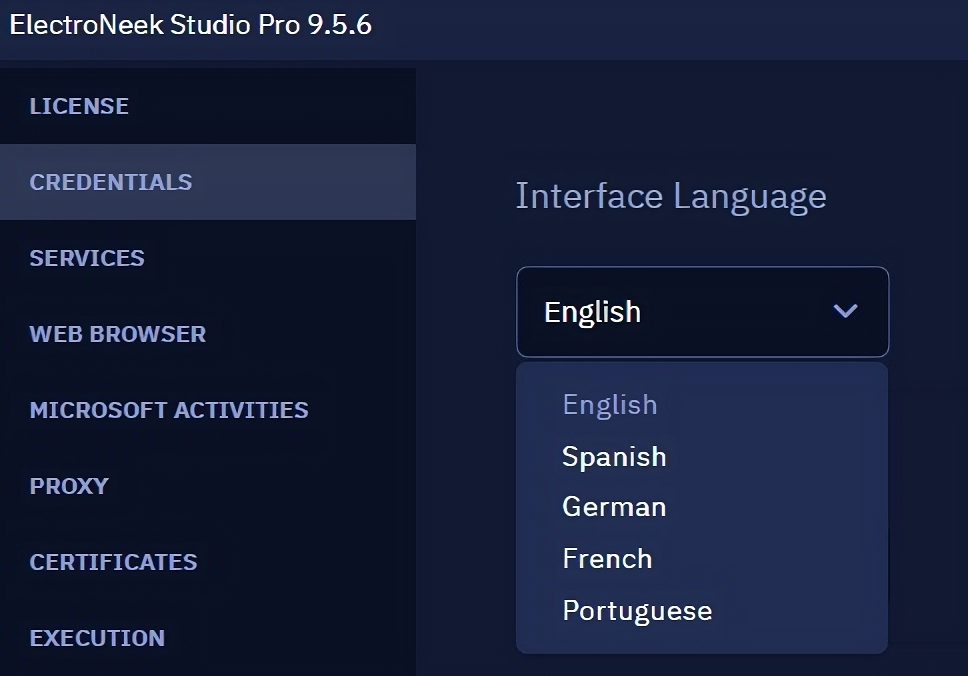 ElectroNeek Studio Pro 9.5.6
LICENSE
CREDENTIALS
SERVICES
WEB BROWSER
MICROSOFT ACTIVITIES
PROXY
CERTIFICATES
EXECUTION
Interface Language
English
English
Spanish
German
French
Portuguese